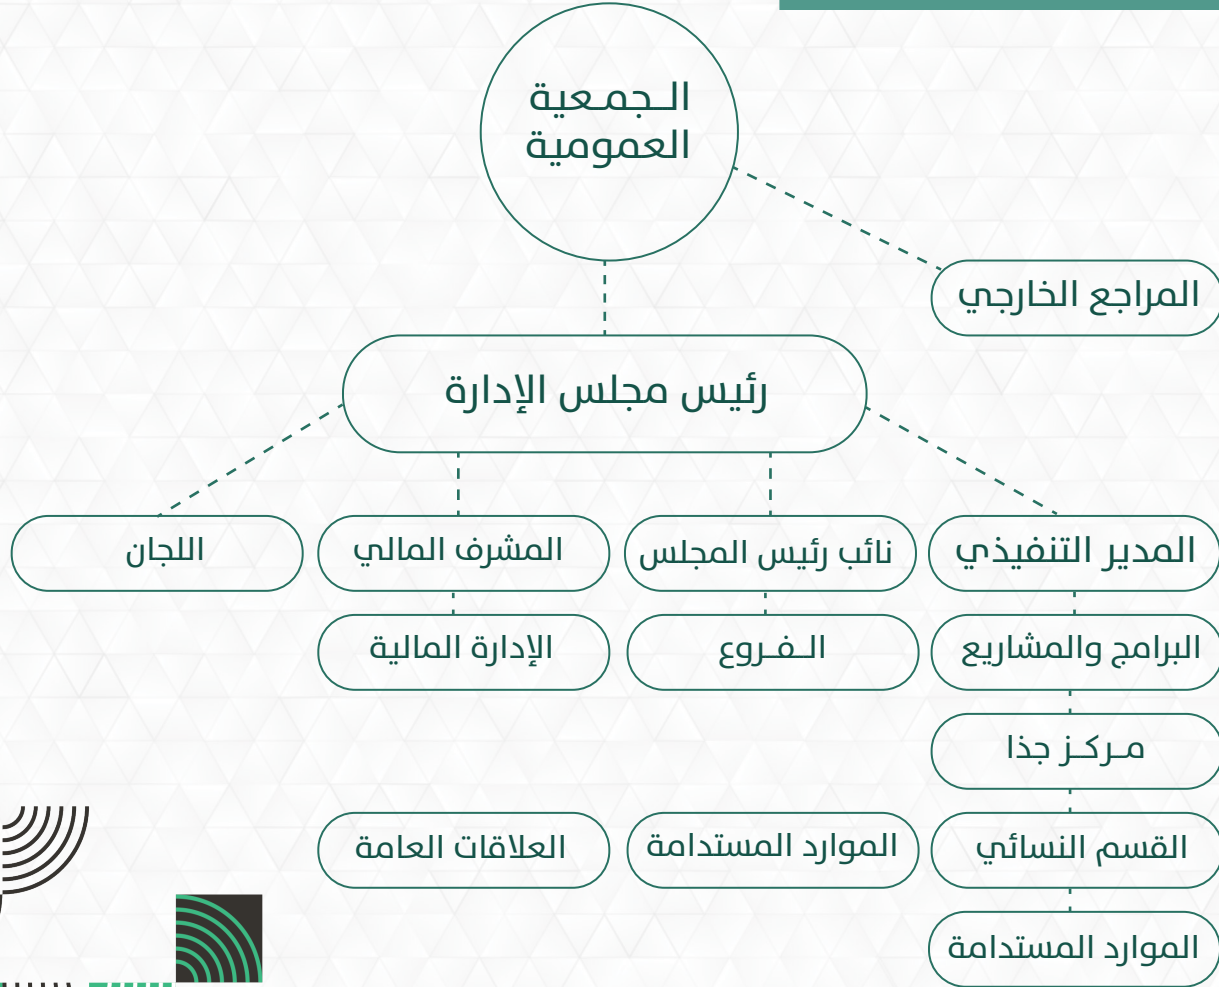 الـجمـعية
العمومية
المراجع الخارجي
رئيس مجلس الإدارة
المدير التنفيذي
نائب رئيس المجلس
المشرف المالي
اللجان
البرامج والمشاريع
الـفـروع
الإدارة المالية
مـركـز جذا
القسم النسائي
الموارد المستدامة
العلاقات العامة
الموارد المستدامة